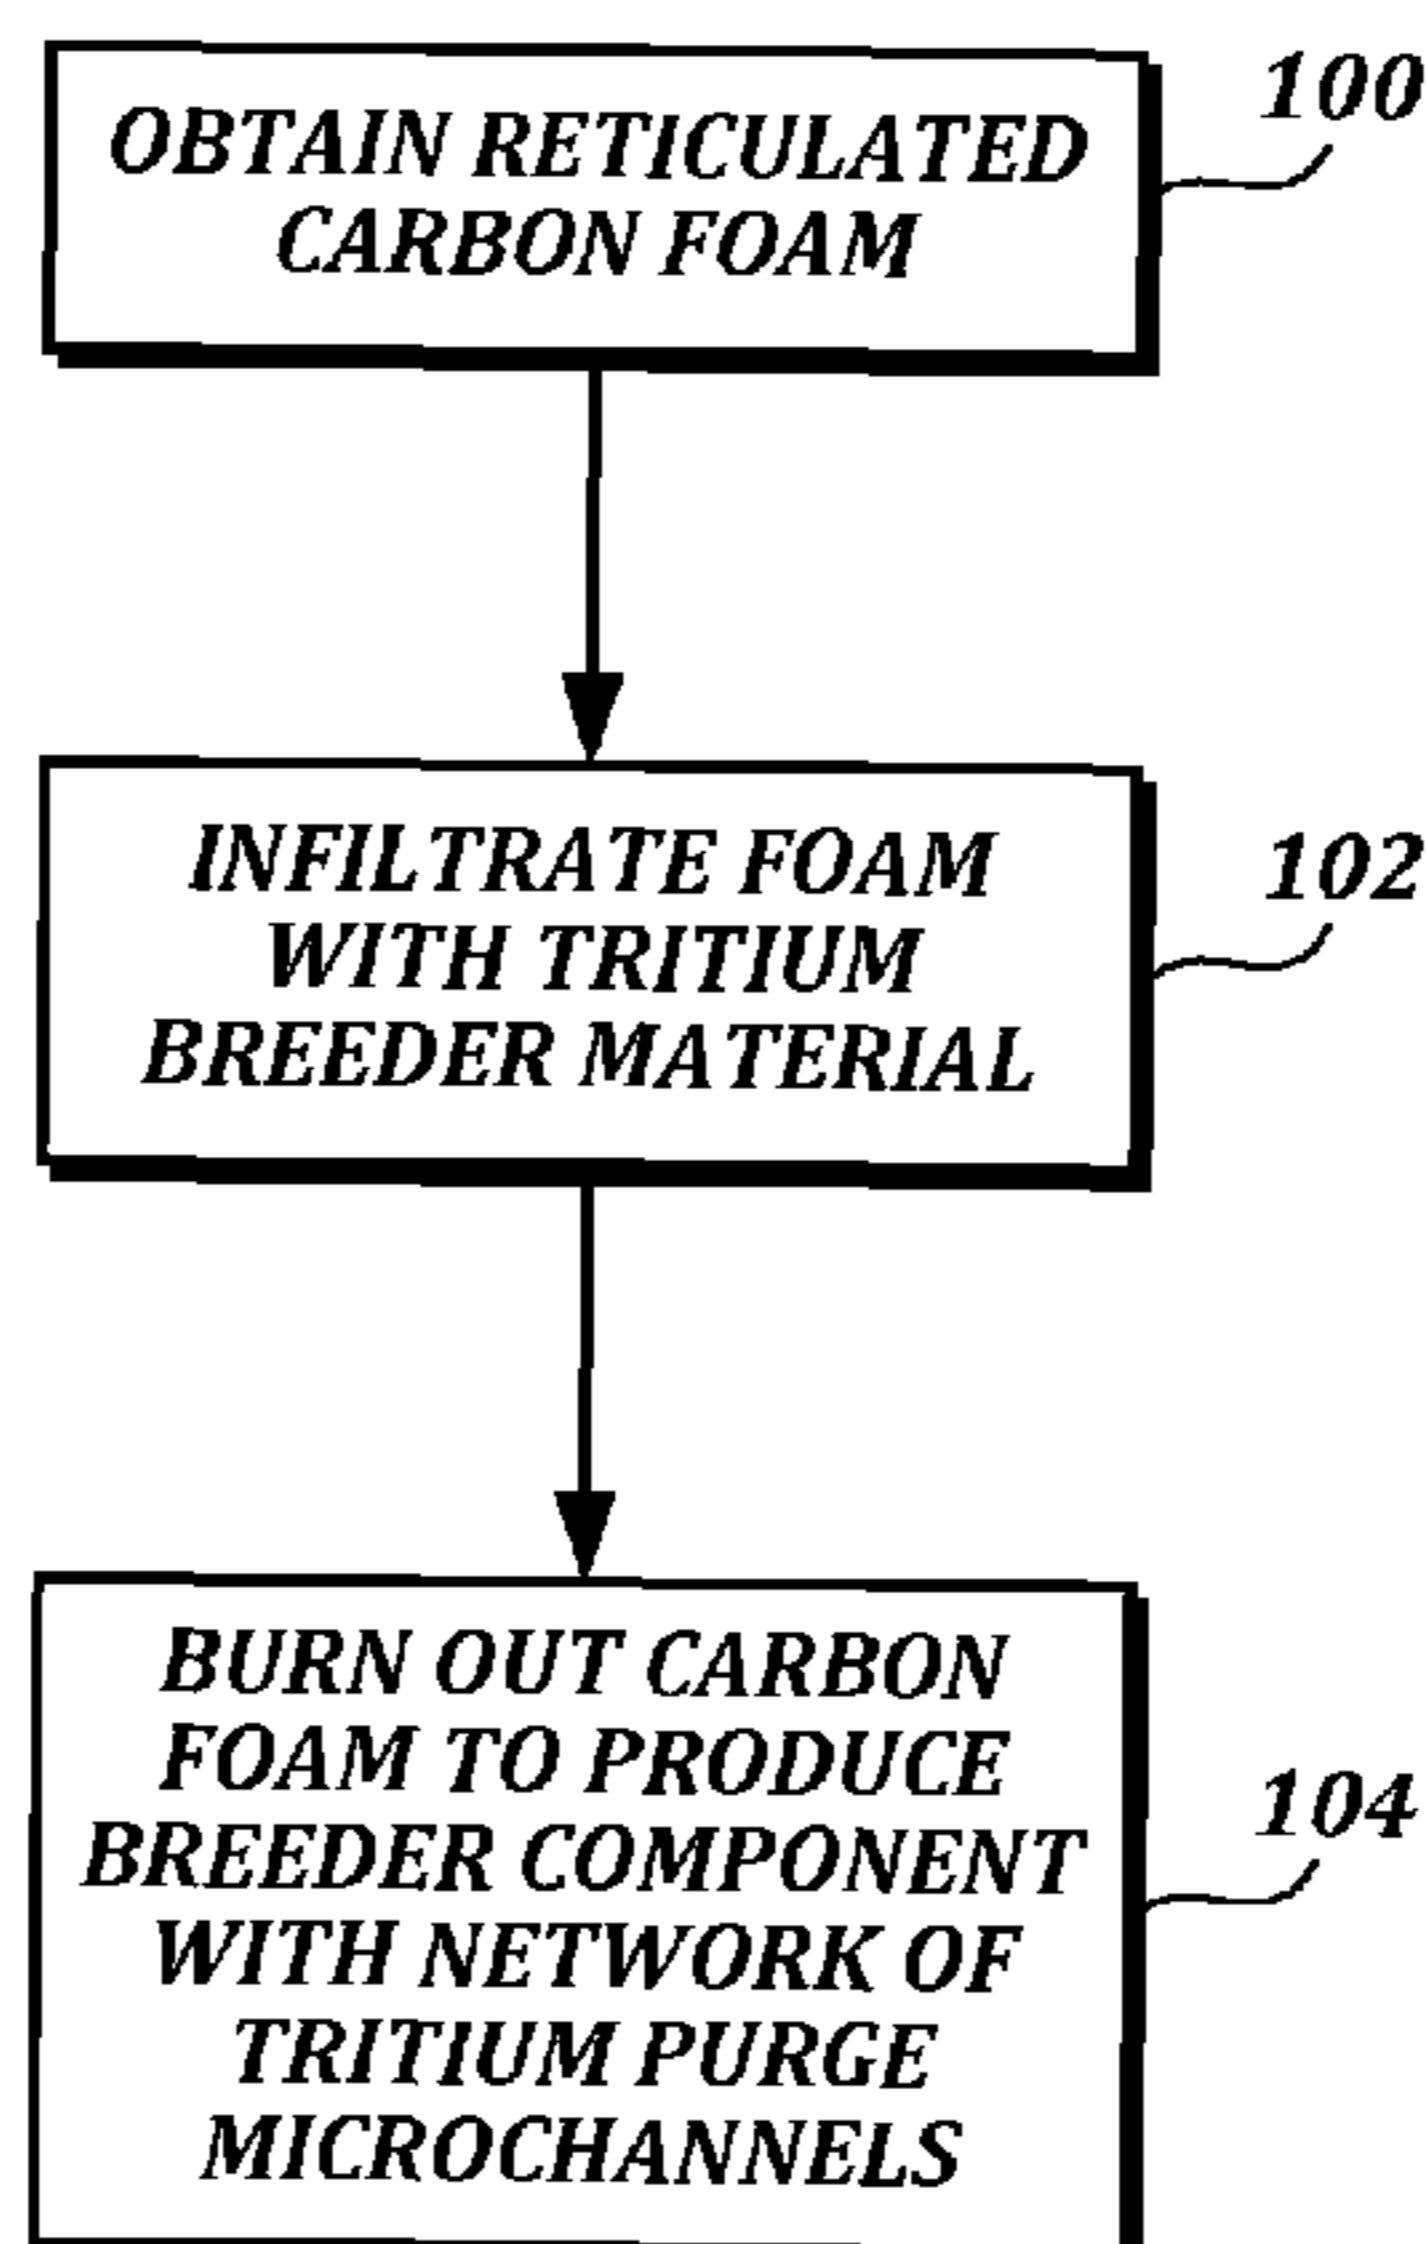 OBTAIN RETICULATED
CARBON FOAM
100
INFILTRATE FOAM
WITH TRITIUM
BREEDER MATERIAL
102
BURN OUT CARBON
FOAM TO PRODUCE
BREEDER COMPONENT
WITH NETWORK OF
TRITIUM PURGE
MICROCHANNELS
104